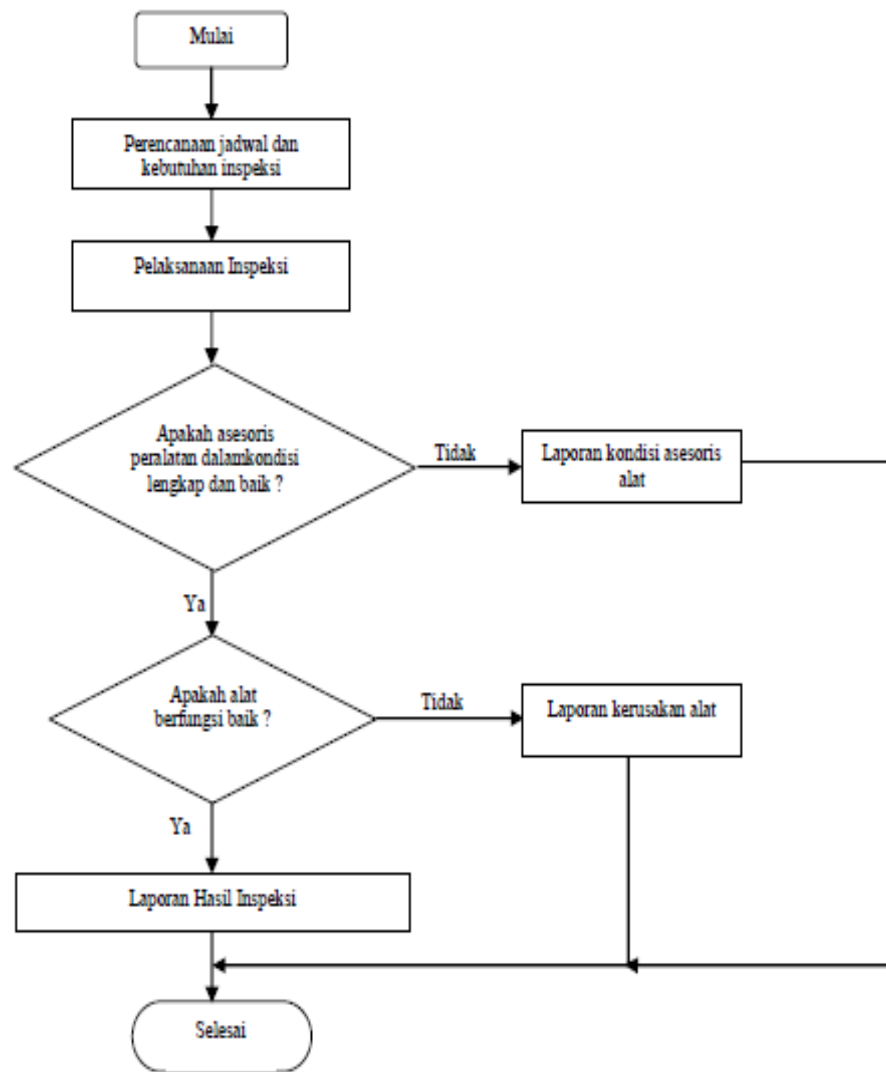 Mulai
Perencanaan jadwal dan
kebutuhan inspeksi
Pelaksanaan Inspeksi
Apakah asesoris
peralatan dalamkondisi
lengkap dan baik ?
Tidak
Laporan kondisi asesoris
alat
Ya
Apakah alat
berfungsi baik ?
Tidak
Laporan kerusakan alat
Ya
Laporan Hasil Inspeksi
Selesai